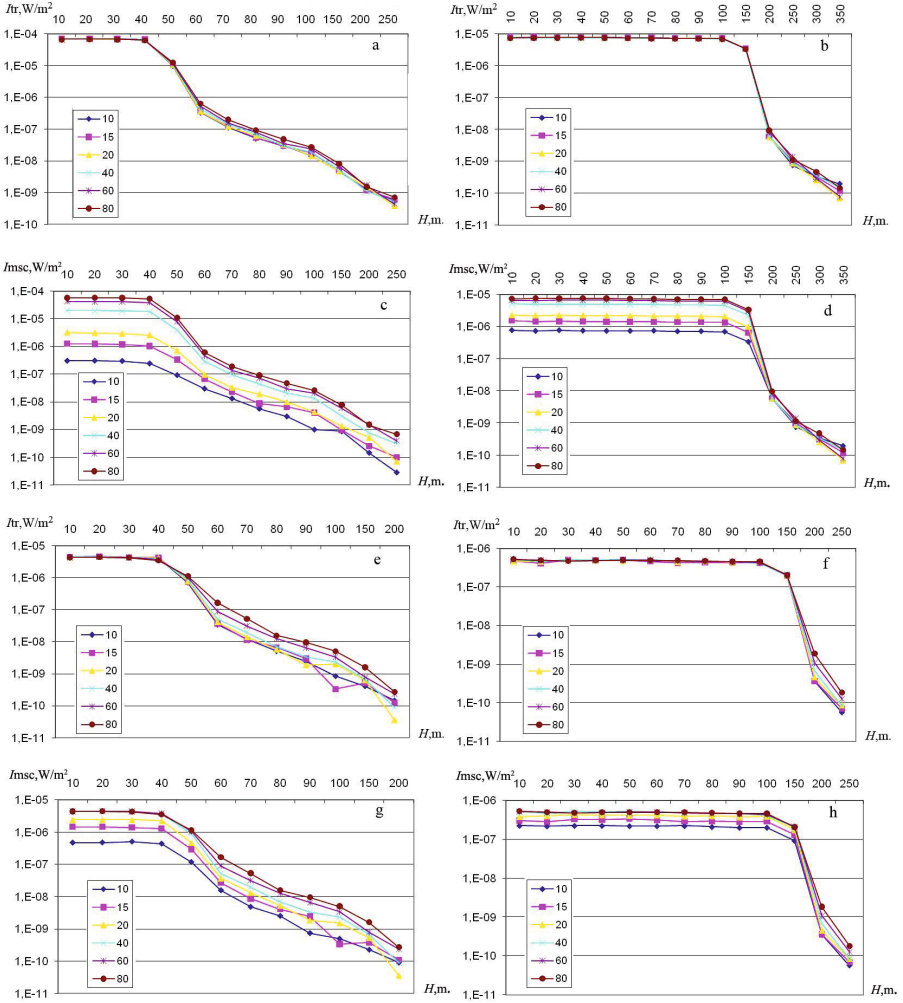 Itr, W/m²
10 20 30 40 50 60 70 80 90 100 150 200 250
a
1,E-04
1,E-05
1,E-06
1,E-07
1,E-08
1,E-09
1,E-10
10
15
20
40
60
80
H,m.
Itr, W/m²
10 20 30 40 50 60 70 80 90 100 150 200 250 300 350
b
1,E-04
1,E-05
1,E-06
1,E-07
1,E-08
1,E-09
1,E-10
1,E-11
10
15
20
40
60
80
H,m.
Imsc,W/m²
10 20 30 40 50 60 70 80 90 100 150 200 250
c
1,E-04
1,E-05
1,E-06
1,E-07
1,E-08
1,E-09
1,E-10
1,E-11
10
15
20
40
60
80
H,m.
Imsc,W/m²
10 20 30 40 50 60 70 80 90 100 150 200 250 300 350
d
1,E-05
1,E-06
1,E-07
1,E-08
1,E-09
1,E-10
1,E-11
10
15
20
40
60
80
H,m.
Itr,W/m²
10 20 30 40 50 60 70 80 90 100 150 200
e
1,E-05
1,E-06
1,E-07
1,E-08
1,E-09
1,E-10
1,E-11
10
15
20
40
60
80
H,m.
Itr,W/m²
10 20 30 40 50 60 70 80 90 100 150 200 250
f
1,E-06
1,E-07
1,E-08
1,E-09
1,E-10
1,E-11
10
15
20
40
60
80
H,m.
Imsc,W/m²
10 20 30 40 50 60 70 80 90 100 150 200
g
1,E-05
1,E-06
1,E-07
1,E-08
1,E-09
1,E-10
1,E-11
10
15
20
40
60
80
H,m.
Imsc,W/m²
10 20 30 40 50 60 70 80 90 100 150 200 250
h
1,E-06
1,E-07
1,E-08
1,E-09
1,E-10
1,E-11
10
15
20
40
60
80
H,m.